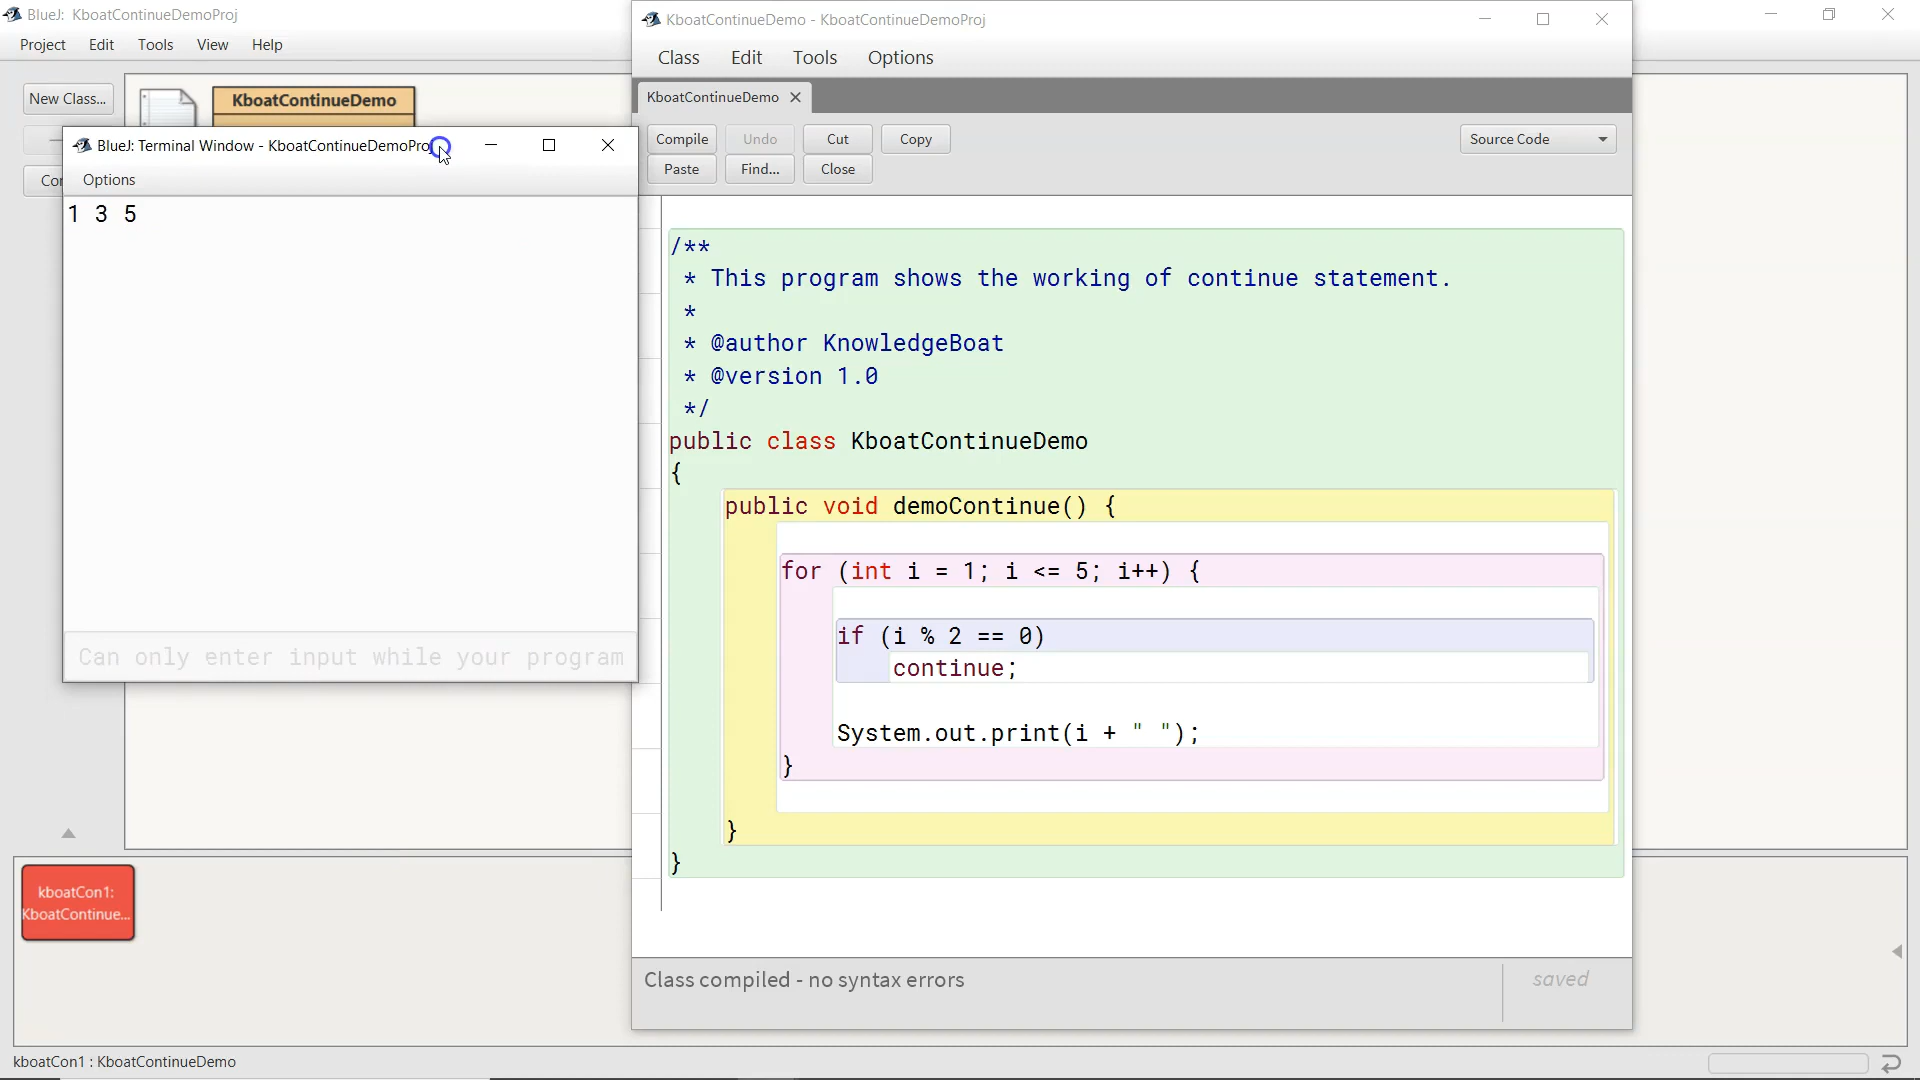 BlueJ: KboatContinueDemoProj
Project Edit Tools View Help
New Class...
KboatContinueDemo
BlueJ: Terminal Window - KboatContinueDemoPro
Options
1 3 5
Can only enter input while your program
KboatContinueDemo - KboatContinueDemoProj
Class Edit Tools Options
KboatContinueDemo
Compile Undo Cut Copy
Paste Find... Close
Source Code
/**
* This program shows the working of continue statement.
*
* @author KnowledgeBoat
* @version 1.0
*/
public class KboatContinueDemo
{
public void demoContinue() {
for (int i = 1; i <= 5; i++) {
if (i % 2 == 0)
continue;
System.out.print(i + " ");
}
}
}
Class compiled - no syntax errors
saved
kboatCon1:
KboatContinue...
kboatCon1 : KboatContinueDemo